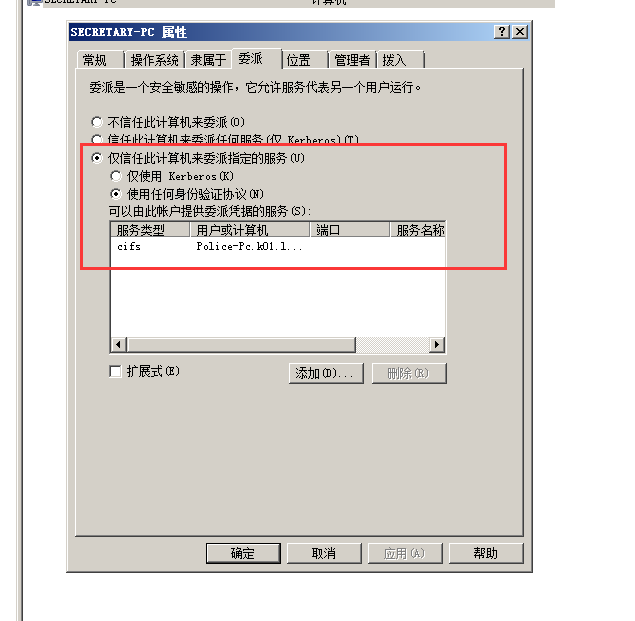 SECRETARY-PC 计算机
SECRETARY-PC 属性
常规 操作系统 隶属于 委派 位置 管理者 拨入
委派是一个安全敏感的操作，它允许服务代表另一个用户运行。
不信任此计算机来委派(O)
信任此计算机来委派任何服务(仅 Kerberos)(T)
仅信任此计算机来委派指定的服务(U)
仅使用 Kerberos(K)
使用任何身份验证协议(N)
可以由此帐户提供委派凭据的服务(S):
服务类型 用户或计算机 端口 服务名称
cifs Police-Pc.k01.l...
扩展式(E) 添加(D)... 删除(R)
确定 取消 应用(A) 帮助